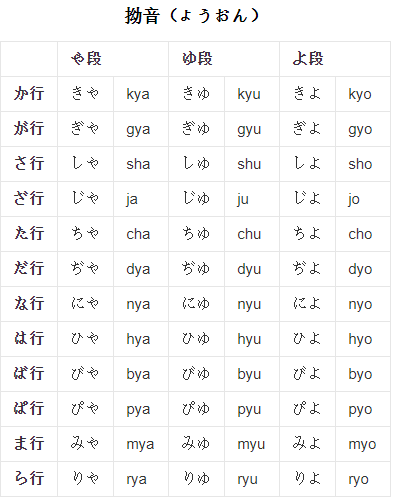 拗音（ょうおん）
や段 ゆ段 よ段
か行 きゃ kya きゅ kyu きょ kyo
が行 ぎゃ gya ぎゅ gyu ぎょ gyo
さ行 しゃ sha しゅ shu しょ sho
ざ行 じゃ ja じゅ ju じょ jo
た行 ちゃ cha ちゅ chu ちょ cho
だ行 ぢゃ dya ぢゅ dyu ぢょ dyo
な行 にゃ nya にゅ nyu にょ nyo
は行 ひゃ hya ひゅ hyu ひょ hyo
ば行 びゃ bya びゅ byu びょ byo
ぱ行 ぴゃ pya ぴゅ pyu ぴょ pyo
ま行 みゃ mya みゅ myu みょ myo
ら行 りゃ rya りゅ ryu りょ ryo